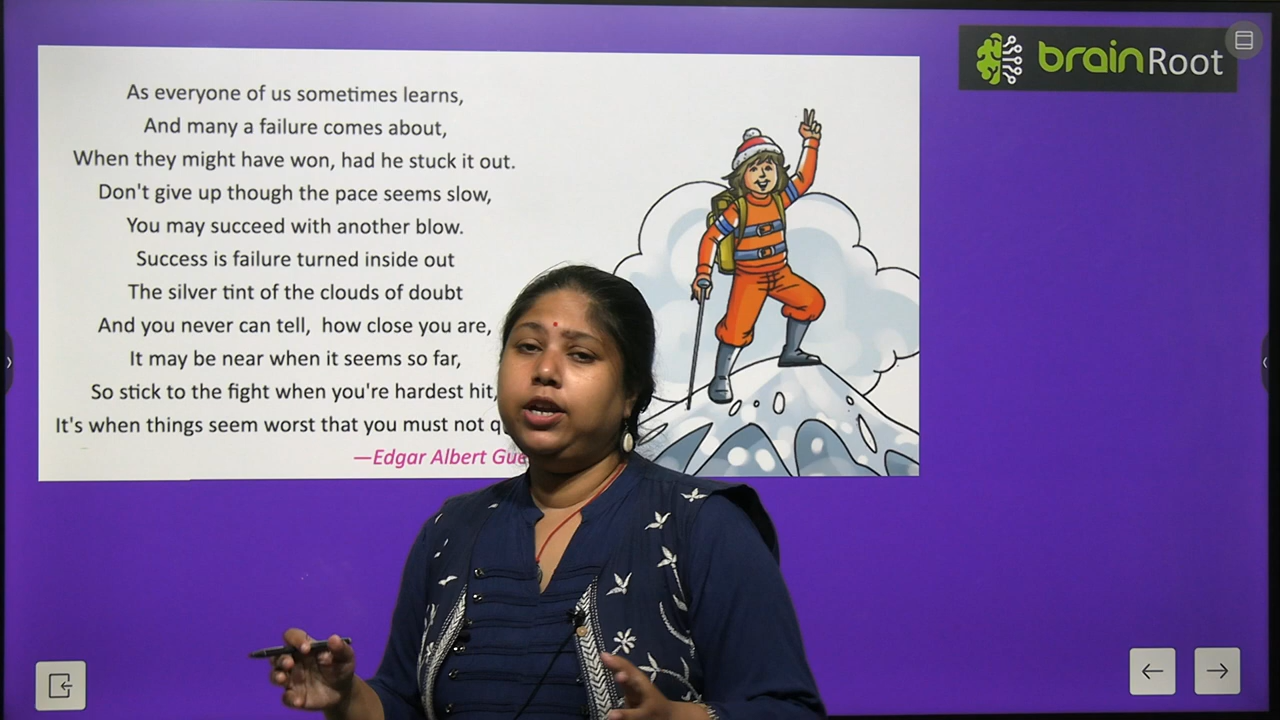 brainRoot
As everyone of us sometimes learns,
And many a failure comes about,
When they might have won, had he stuck it out.
Don't give up though the pace seems slow,
You may succeed with another blow.
Success is failure turned inside out
The silver tint of the clouds of doubt
And you never can tell, how close you are,
It may be near when it seems so far,
So stick to the fight when you're hardest hit,
It's when things seem worst that you must not
—Edgar Albert